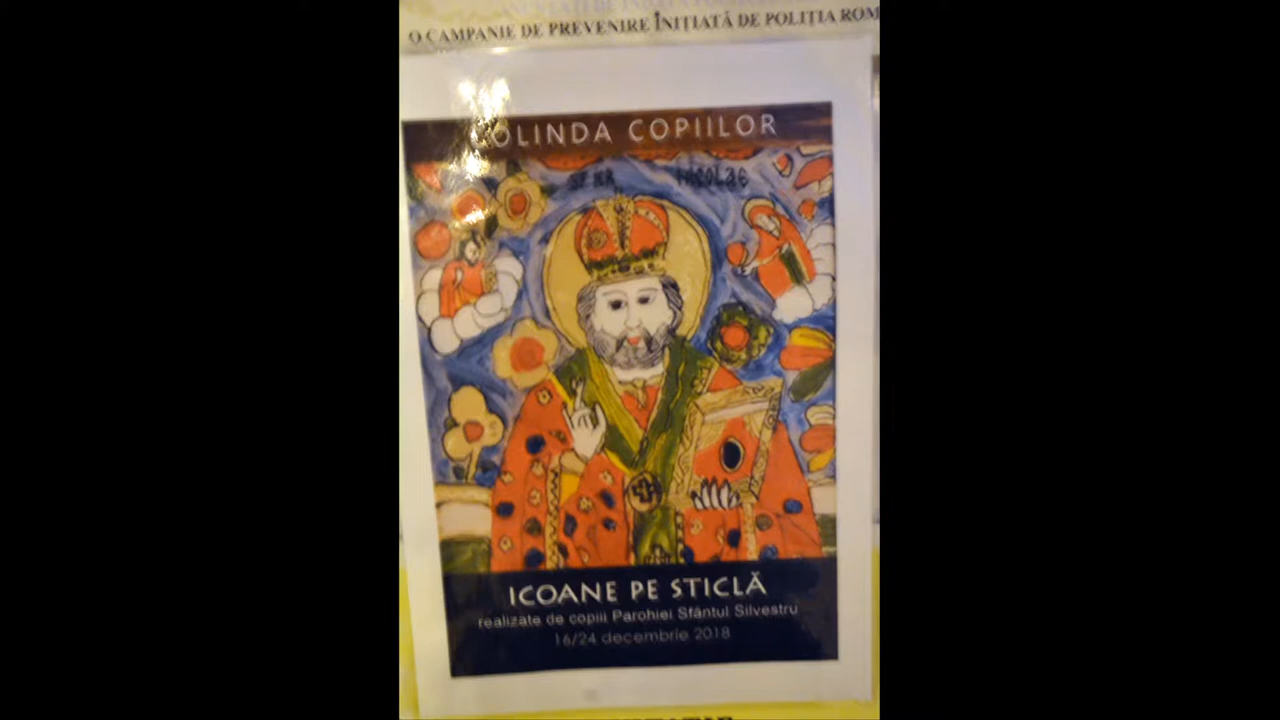 O CAMPANIE DE PREVENIRE INIȚIATĂ DE POLIȚIA ROM
COLINDA COPIILOR
NICOLAE
ICOANE PE STICLĂ
realizate de copiii Parohiei Sfântul Silvestru
16/24 decembrie 2018